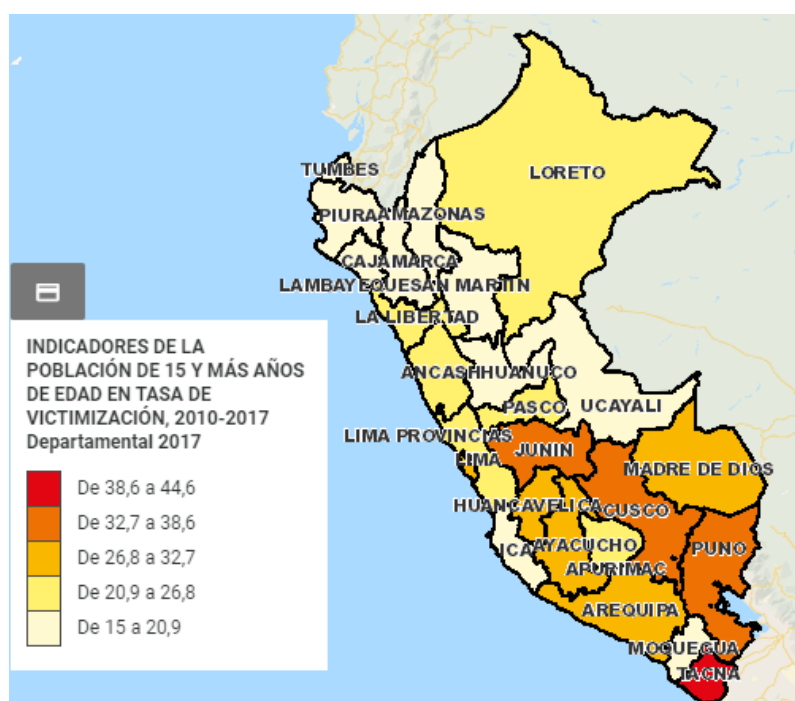 TUMBES
LORETO
PIURA
AMAZONAS
CAJAMARCA
LAMBAYEQUE
SAN MARTIN
LA LIBERTAD
ANCASH
HUANUCO
PASCO
UCAYALI
LIMA PROVINCIAS
JUNIN
LIMA
MADRE DE DIOS
HUANCAVELICA
CUSCO
ICA
AYACUCHO
PUNO
APURIMAC
AREQUIPA
MOQUEGUA
TACNA
INDICADORES DE LA
POBLACIÓN DE 15 Y MÁS AÑOS
DE EDAD EN TASA DE
VICTIMIZACIÓN, 2010-2017
Departamental 2017
De 38,6 a 44,6
De 32,7 a 38,6
De 26,8 a 32,7
De 20,9 a 26,8
De 15 a 20,9